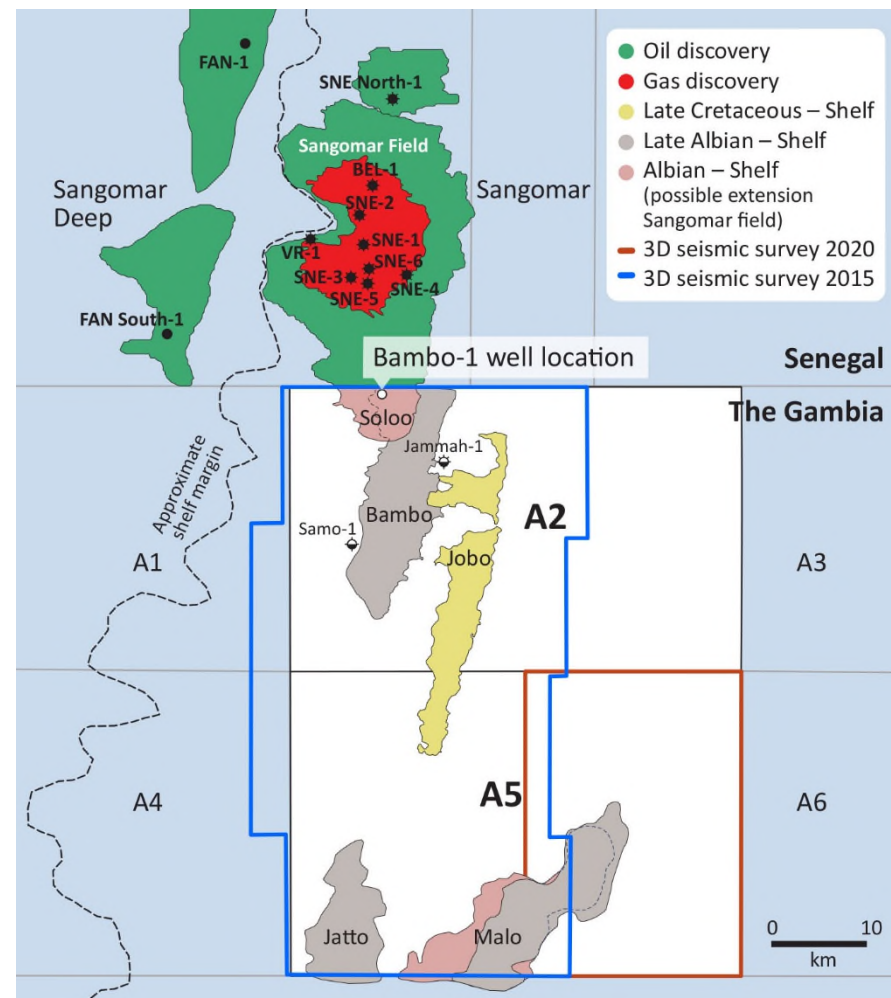 FAN-1
SNE North-1
Sangomar Field
BEL-1
SNE-2
SNE-1
VR-1
SNE-6
SNE-3
SNE-4
SNE-5
Sangomar
Deep
Sangomar
FAN South-1
Oil discovery
Gas discovery
Late Cretaceous – Shelf
Late Albian – Shelf
Albian – Shelf
(possible extension
Sangomar field)
3D seismic survey 2020
3D seismic survey 2015
Bambo-1 well location
Senegal
The Gambia
Soloo
Jammah-1
Approximate
shelf margin
Bambo
A2
Samo-1
Jobo
A1
A3
A5
A4
A6
Jatto
Malo
0 10
km